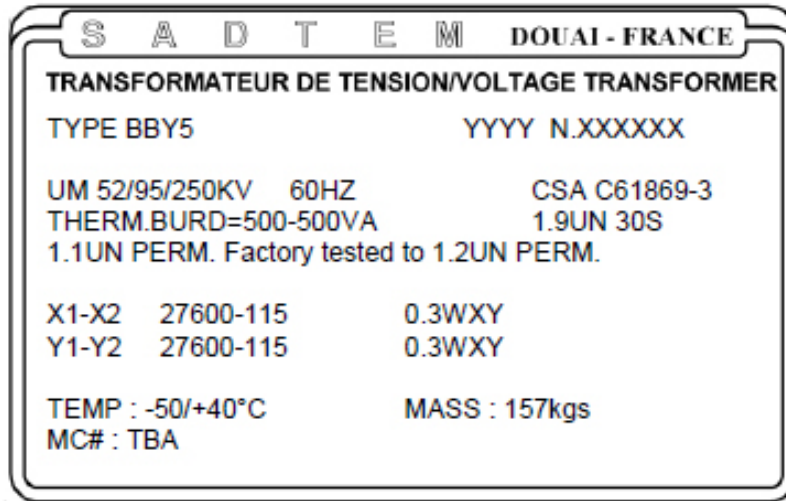 SADTEM DOUAI - FRANCE
TRANSFORMATEUR DE TENSION/VOLTAGE TRANSFORMER
TYPE BBY5 YYYY N.XXXXXX
UM 52/95/250KV 60HZ CSA C61869-3
THERM.BURD=500-500VA 1.9UN 30S
1.1UN PERM. Factory tested to 1.2UN PERM.
X1-X2 27600-115 0.3WXY
Y1-Y2 27600-115 0.3WXY
TEMP : -50/+40°C MASS : 157kgs
MC# : TBA